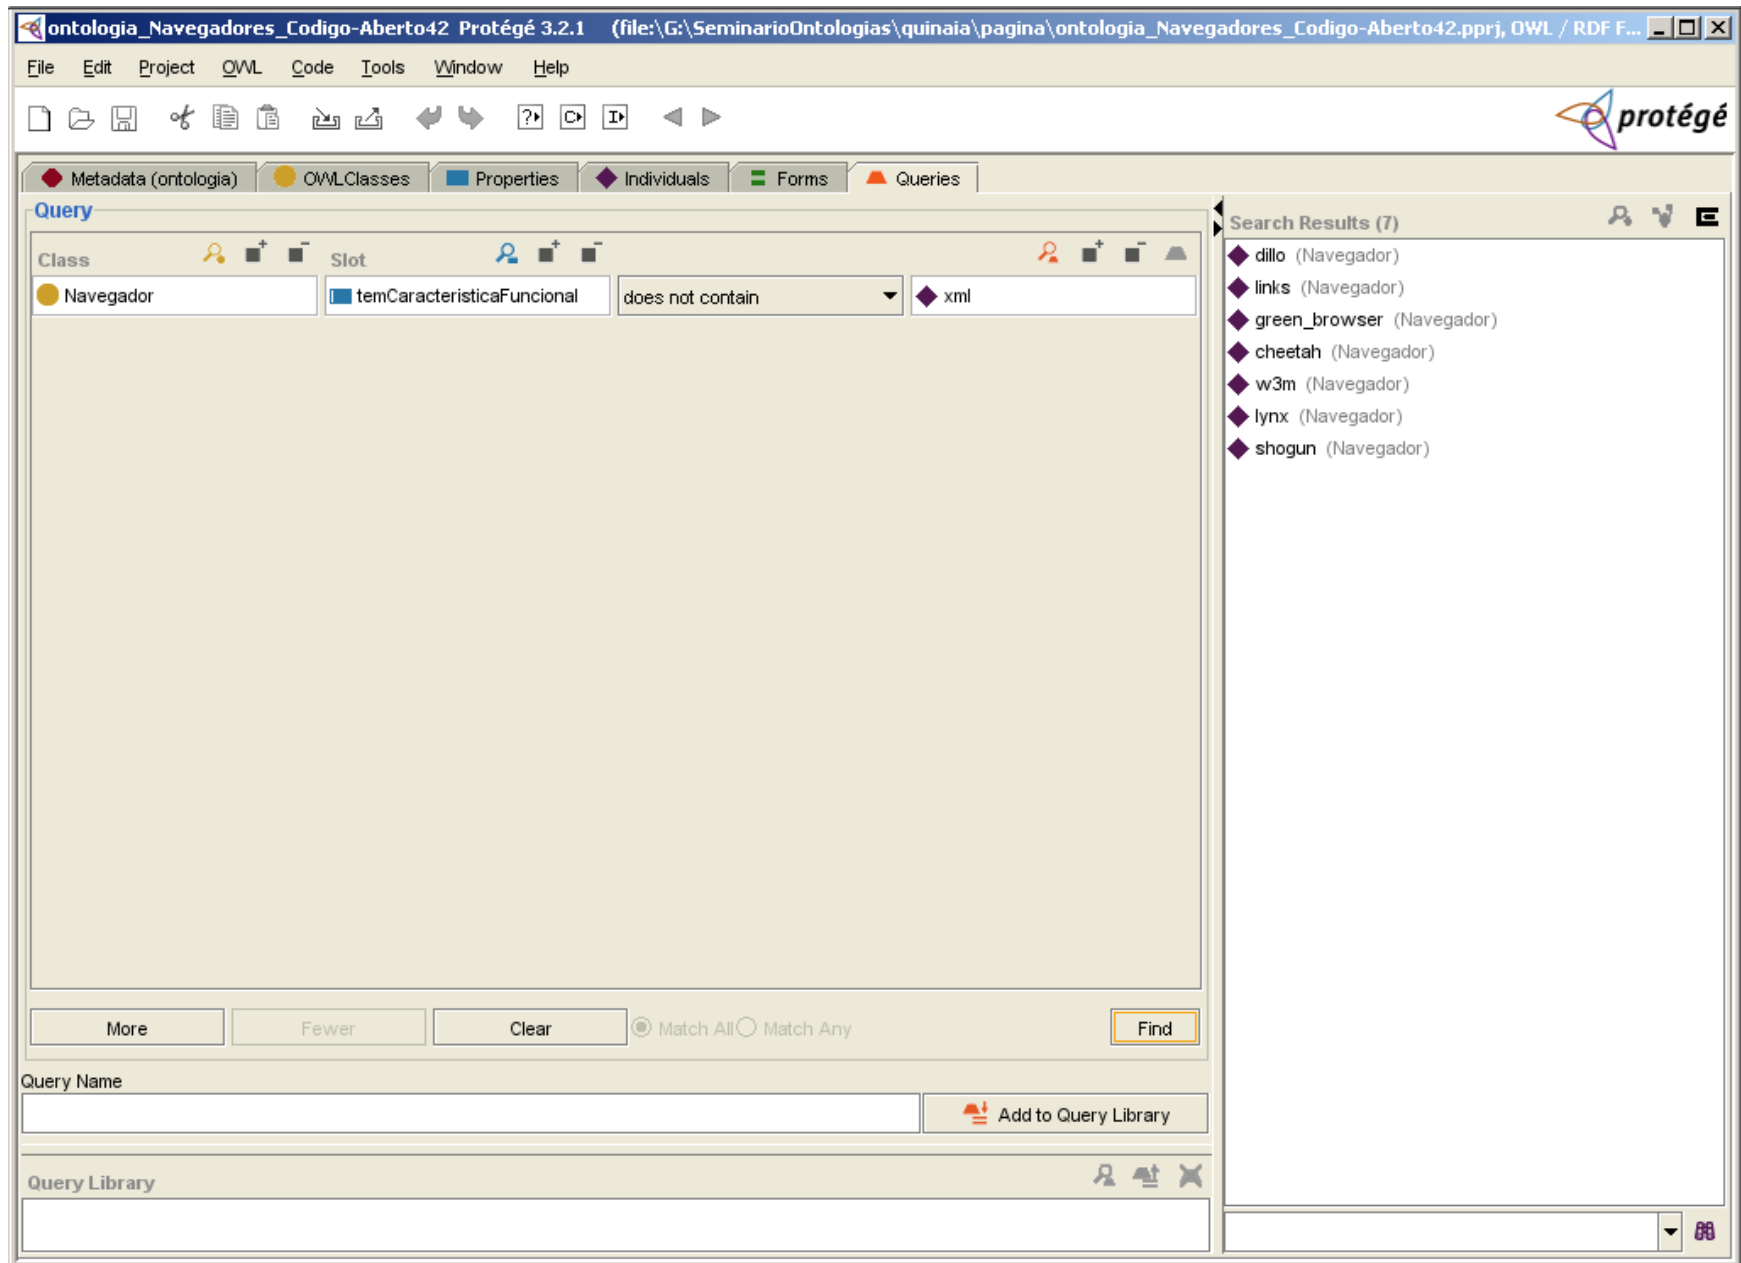 ontologia_Navegadores_Codigo-Aberto42 Protégé 3.2.1 (file:\G:\SeminarioOntologias\quinaia\pagina\ontologia_Navegadores_Codigo-Aberto42.pprj, OWL / RDF F...
File Edit Project OWL Code Tools Window Help
protégé
Metadata (ontologia) OWLClasses Properties Individuals Forms Queries
Query
Class Slot
Navegador temCaracteristicaFuncional does not contain xml
More Fewer Clear Match All Match Any Find
Query Name
Add to Query Library
Query Library
Search Results (7)
dillo (Navegador)
links (Navegador)
green_browser (Navegador)
cheetah (Navegador)
w3m (Navegador)
lynx (Navegador)
shogun (Navegador)